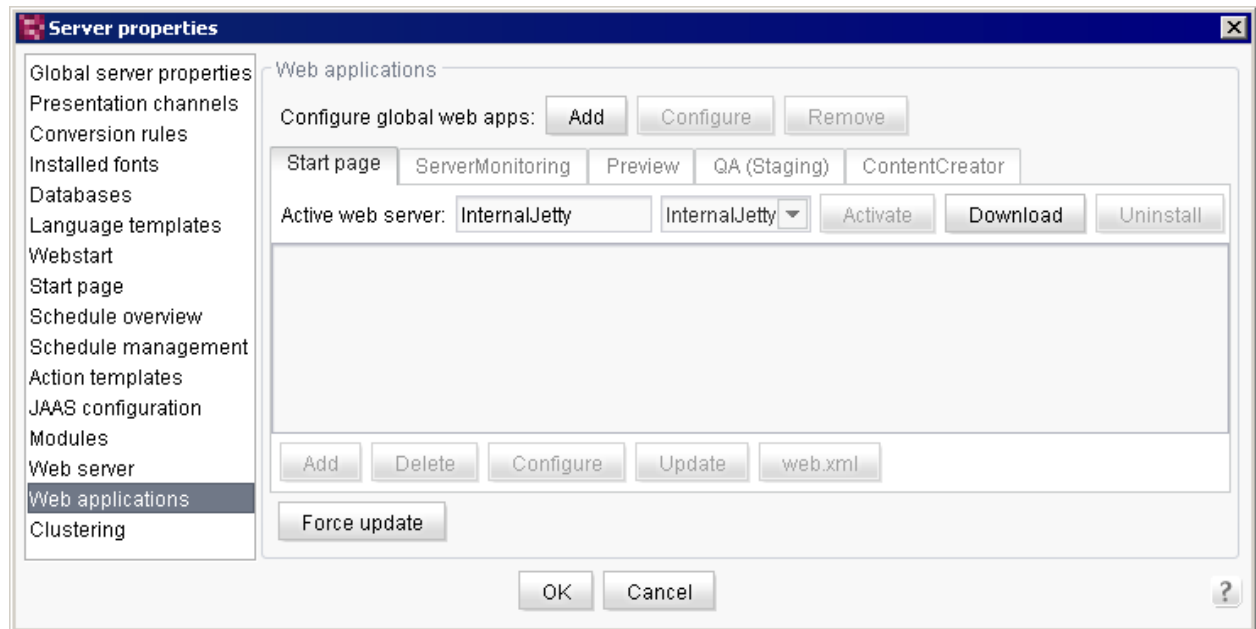 Server properties
Global server properties
Presentation channels
Conversion rules
Installed fonts
Databases
Language templates
Webstart
Start page
Schedule overview
Schedule management
Action templates
JAAS configuration
Modules
Web server
Web applications
Clustering
Web applications
Configure global web apps: Add Configure Remove
Start page ServerMonitoring Preview QA (Staging) ContentCreator
Active web server: InternalJetty InternalJetty Activate Download Uninstall
Add Delete Configure Update web.xml
Force update
OK Cancel ?